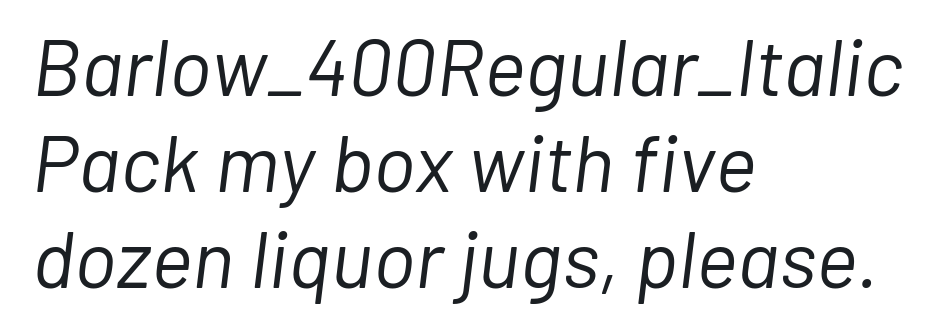 Barlow_400Regular_Italic
Pack my box with five
dozen liquor jugs, please.